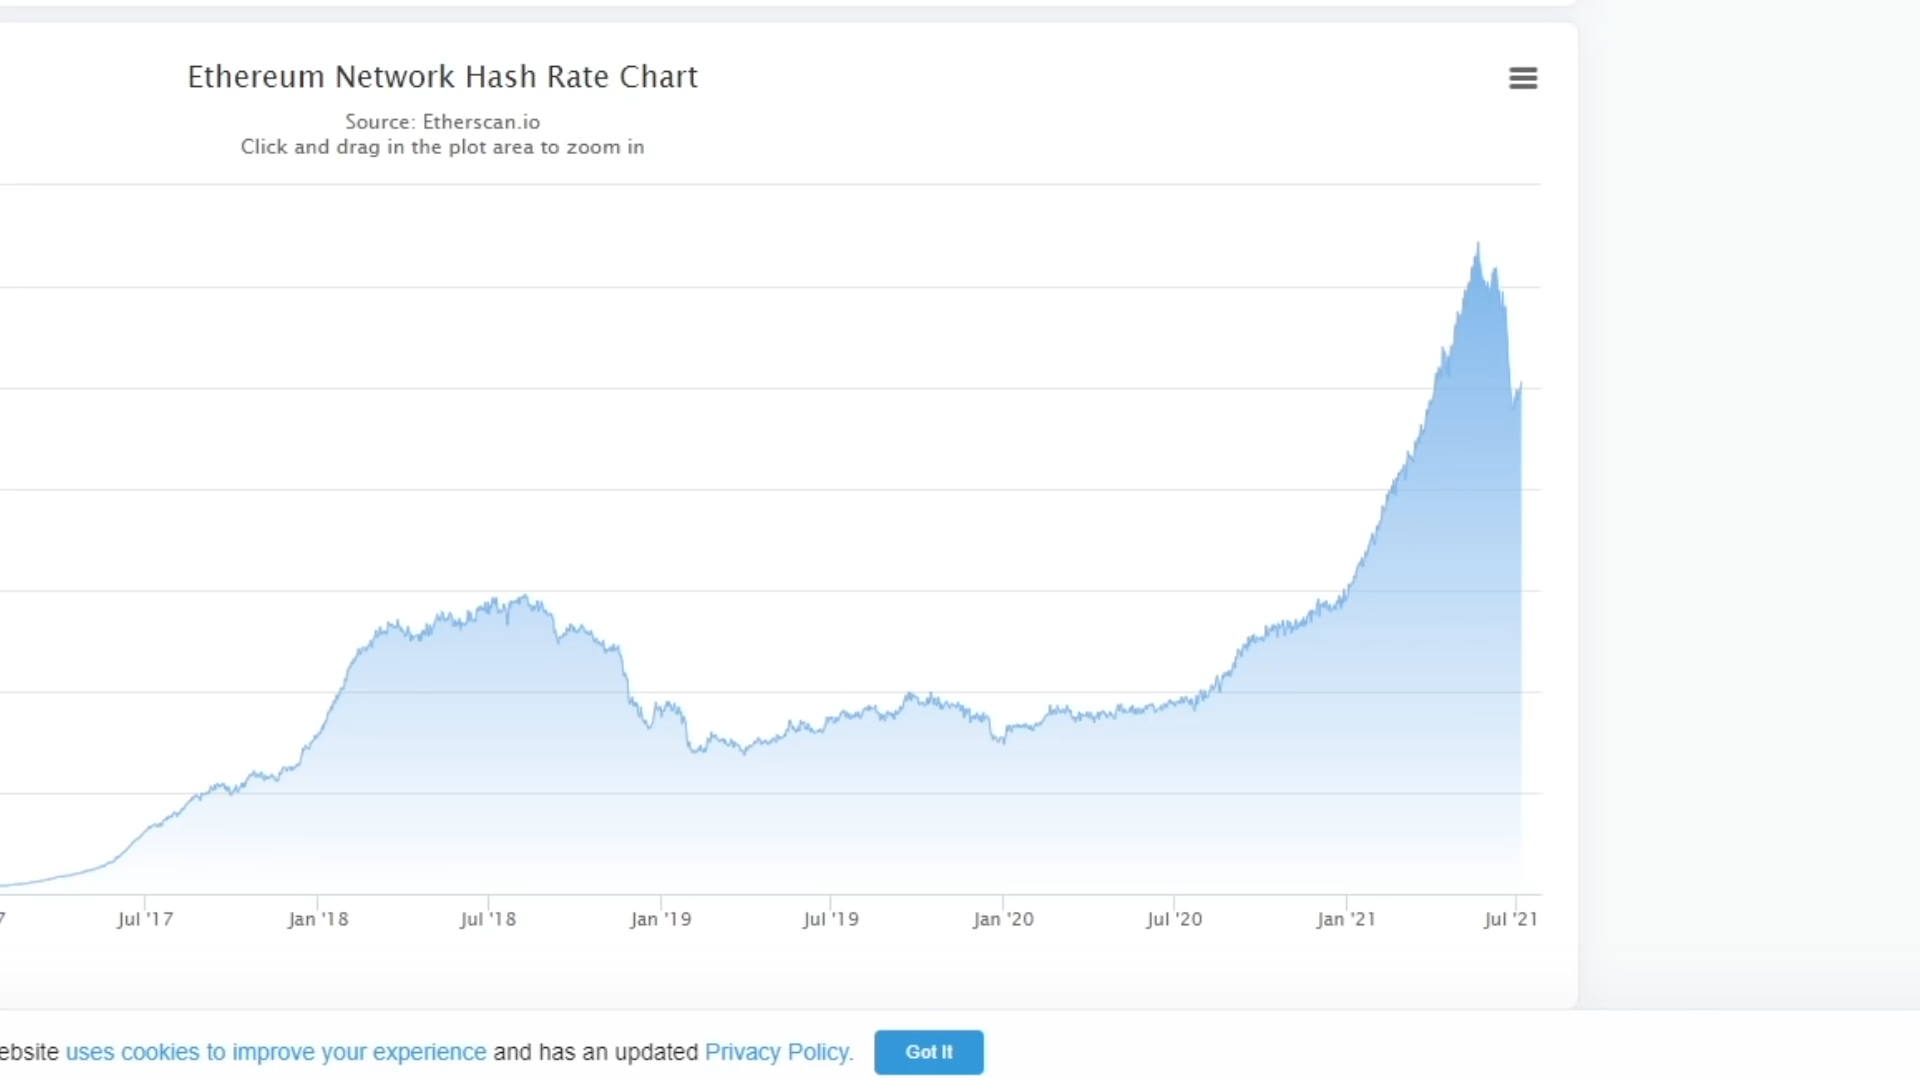 Ethereum Network Hash Rate Chart
Source: Etherscan.io
Click and drag in the plot area to zoom in
7 Jul '17 Jan '18 Jul '18 Jan '19 Jul '19 Jan '20 Jul '20 Jan '21 Jul '21
ebsite uses cookies to improve your experience and has an updated Privacy Policy. Got It